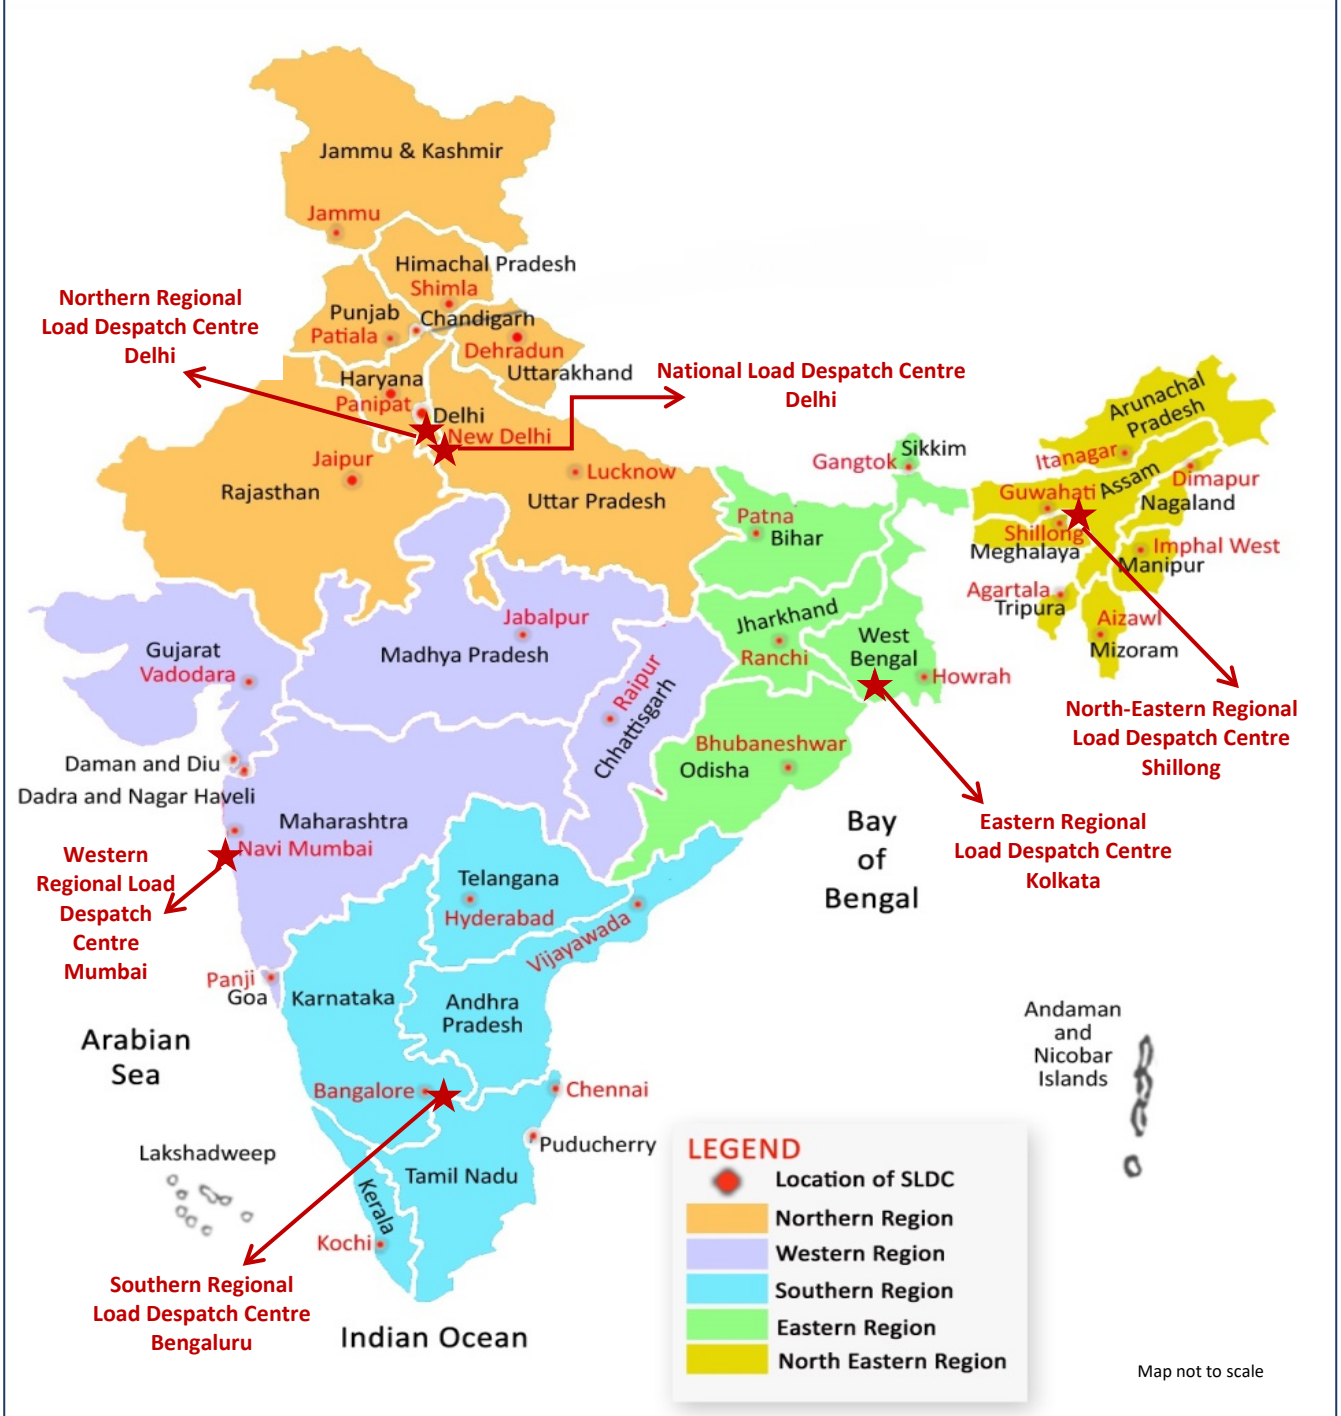 Jammu & Kashmir
Jammu
Himachal Pradesh
Shimla
Northern Regional
Load Despatch Centre
Delhi
Punjab
Patiala
Chandigarh
Dehradun
Uttarakhand
Haryana
Panipat
Delhi
New Delhi
National Load Despatch Centre
Delhi
Jaipur
Rajasthan
Lucknow
Uttar Pradesh
Gangtok
Sikkim
Arunachal
Pradesh
Itanagar
Assam
Dimapur
Nagaland
Guwahati
Shillong
Meghalaya
Imphal West
Manipur
Agartala
Tripura
Aizawl
Mizoram
Patna
Bihar
Jharkhand
Ranchi
West
Bengal
Howrah
North-Eastern Regional
Load Despatch Centre
Shillong
Gujarat
Vadodara
Jabalpur
Madhya Pradesh
Raipur
Chhattisgarh
Bhubaneshwar
Odisha
Daman and Diu
Dadra and Nagar Haveli
Maharashtra
Navi Mumbai
Western
Regional Load
Despatch
Centre
Mumbai
Bay
of
Bengal
Eastern Regional
Load Despatch Centre
Kolkata
Telangana
Hyderabad
Vijayawada
Panji
Goa
Karnataka
Andhra
Pradesh
Arabian
Sea
Andaman
and
Nicobar
Islands
Bangalore
Chennai
Puducherry
Lakshadweep
Tamil Nadu
Kerala
Kochi
Southern Regional
Load Despatch Centre
Bengaluru
Indian Ocean
LEGEND
Location of SLDC
Northern Region
Western Region
Southern Region
Eastern Region
North Eastern Region
Map not to scale